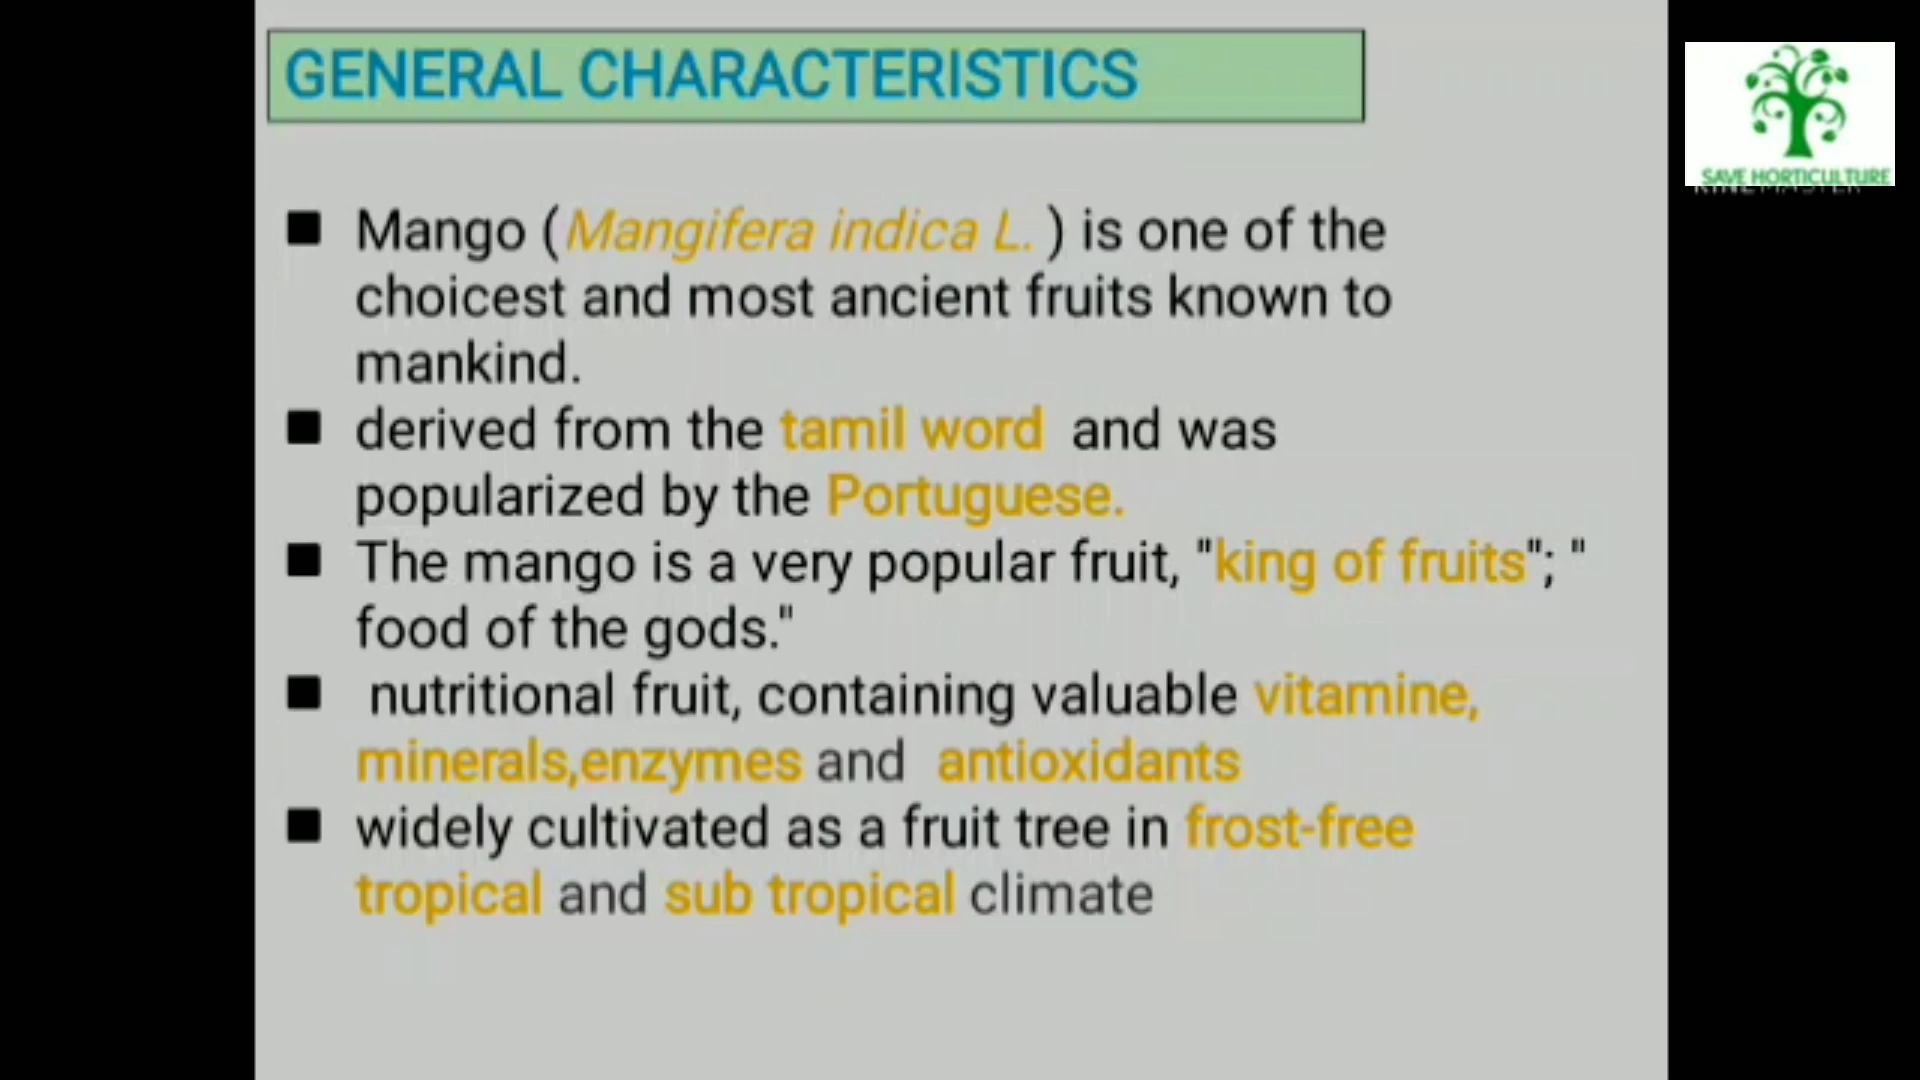 GENERAL CHARACTERISTICS
SAVE HORTICULTURE
■ Mango (Mangifera indica L. ) is one of the
choicest and most ancient fruits known to
mankind.
■ derived from the tamil word and was
popularized by the Portuguese.
■ The mango is a very popular fruit, "king of fruits"; "
food of the gods."
■ nutritional fruit, containing valuable vitamine,
minerals,enzymes and antioxidants
■ widely cultivated as a fruit tree in frost-free
tropical and sub tropical climate